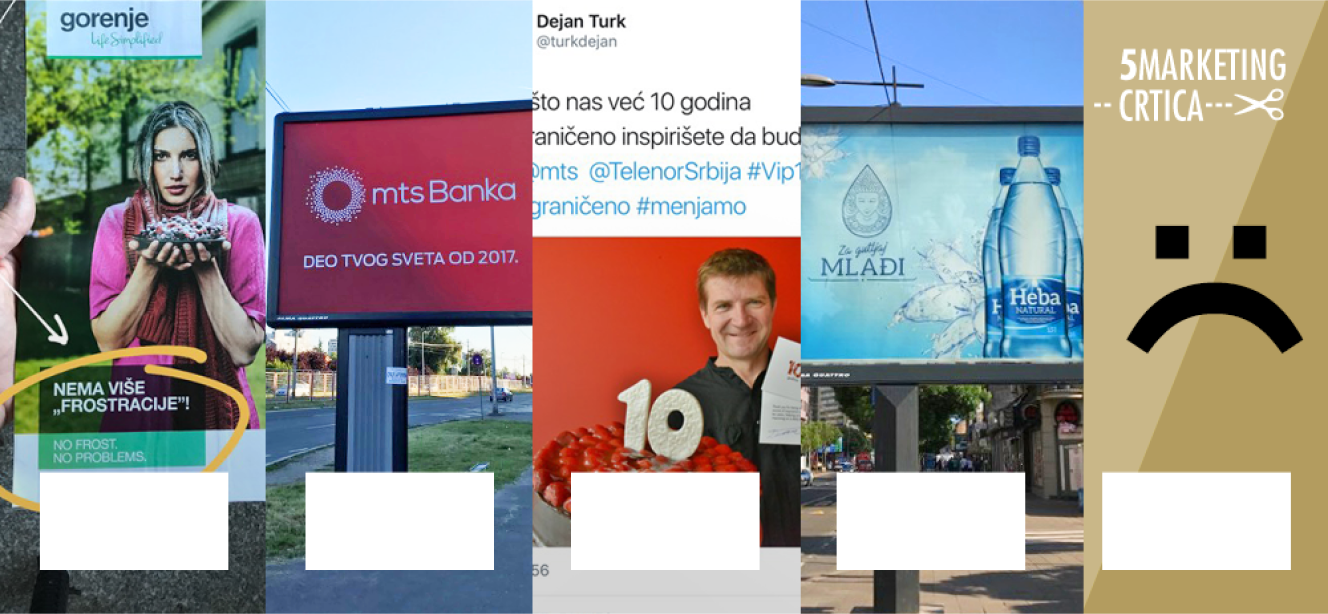 gorenje
Life Simplified
NEMA VIŠE
„FROSTRACIJE”!
NO FROST.
NO PROBLEMS.
mts Banka
DEO TVOG SVETA OD 2017.
Dejan Turk
@turkdejan
što nas već 10 godina
raničeno inspirišete da bud
@mts @TelenorSrbija #Vip1
graničeno #menjamo
10
56
Za gutljaj
MLAĐI
Heba
NATURAL
5MARKETING
--CRTICA---